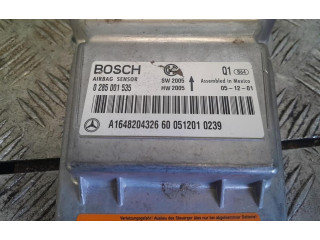 BOSCH
AIRBAG SENSOR
0 285 001 535
SW 2005
HW 2005
Q1
Assembled in Mexico
05-12-01
A1648204326 60 051201 0239